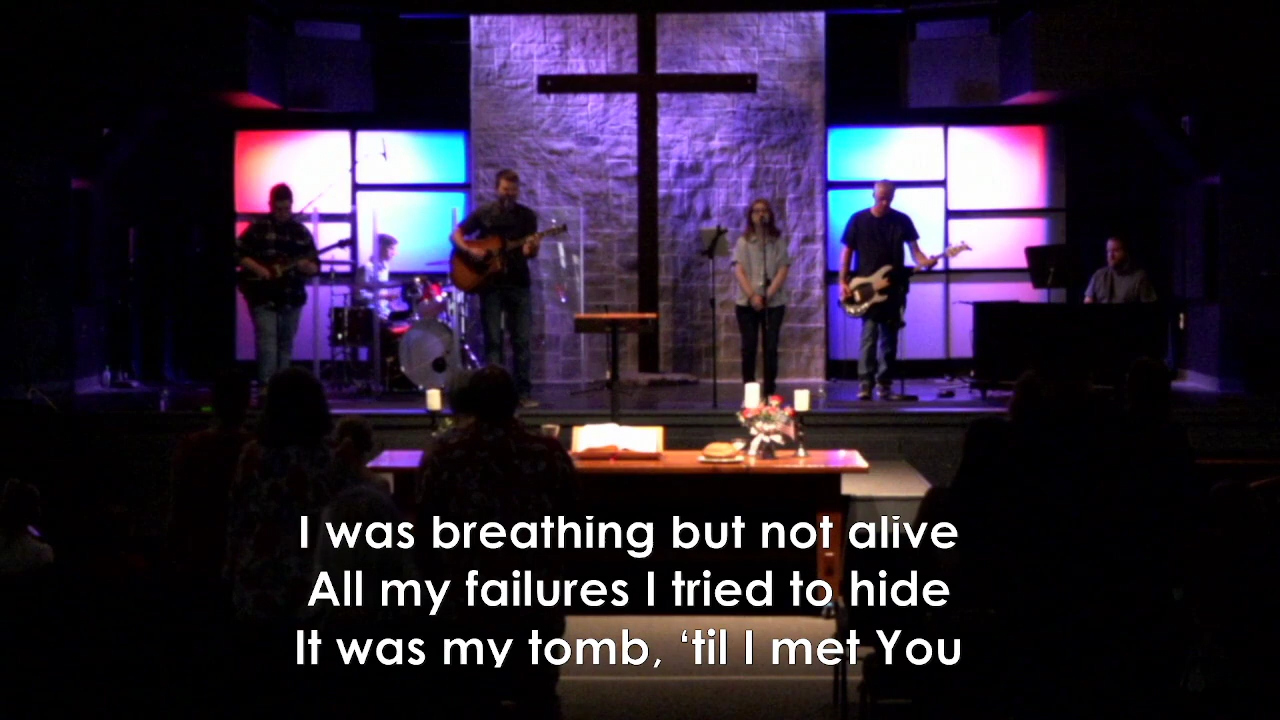 I was breathing but not alive
All my failures I tried to hide
It was my tomb, ‘til I met You